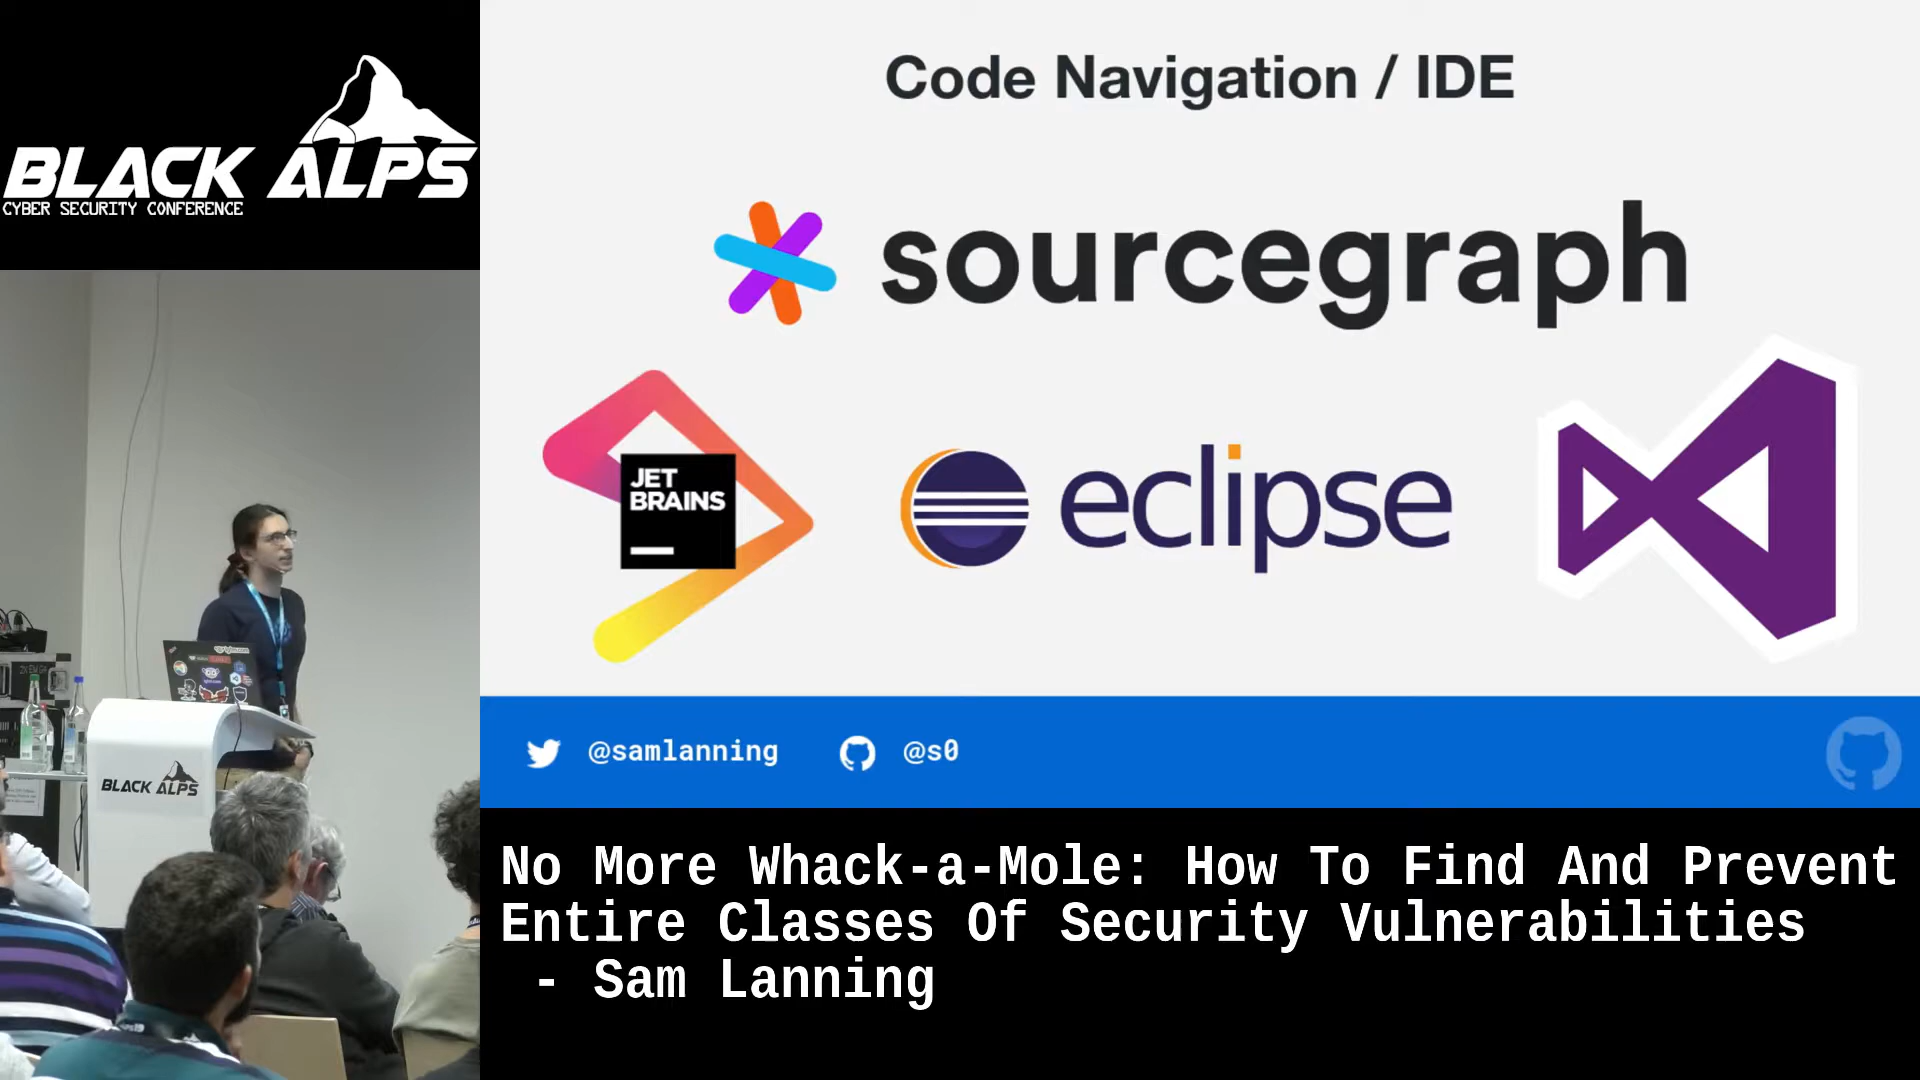 BLACK ALPS
CYBER SECURITY CONFERENCE
Code Navigation / IDE
sourcegraph
JET
BRAINS
eclipse
@samlanning
@s0
BLACK ALPS
No More Whack-a-Mole: How To Find And Prevent
Entire Classes Of Security Vulnerabilities
- Sam Lanning